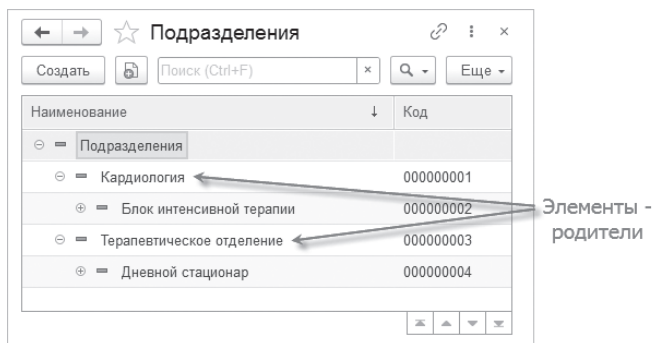 Подразделения
Создать Поиск (Ctrl+F) × Еще
Наименование ↓ Код
Подразделения
Кардиология 000000001
Блок интенсивной терапии 000000002
Терапевтическое отделение 000000003
Дневной стационар 000000004
Элементы -
родители